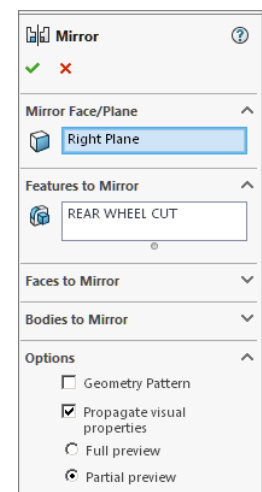 Mirror
Mirror Face/Plane
Right Plane
Features to Mirror
REAR WHEEL CUT
Faces to Mirror
Bodies to Mirror
Options
Geometry Pattern
Propagate visual
properties
Full preview
Partial preview